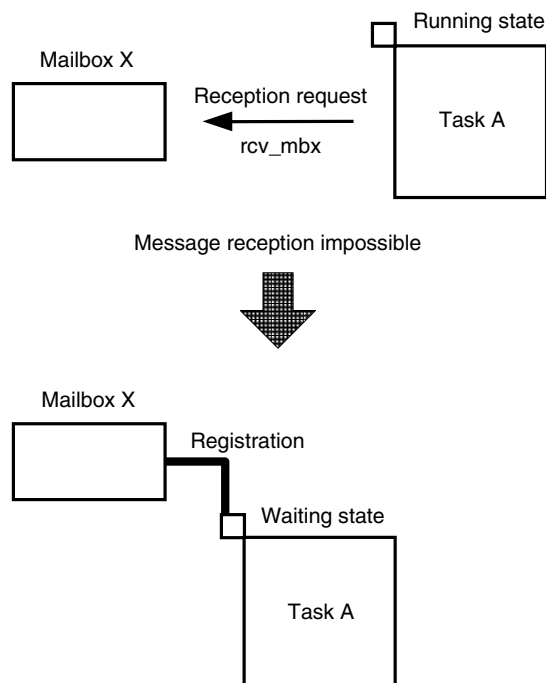 Running state
Mailbox X
Reception request
Task A
rcv_mbx
Message reception impossible
Mailbox X
Registration
Waiting state
Task A